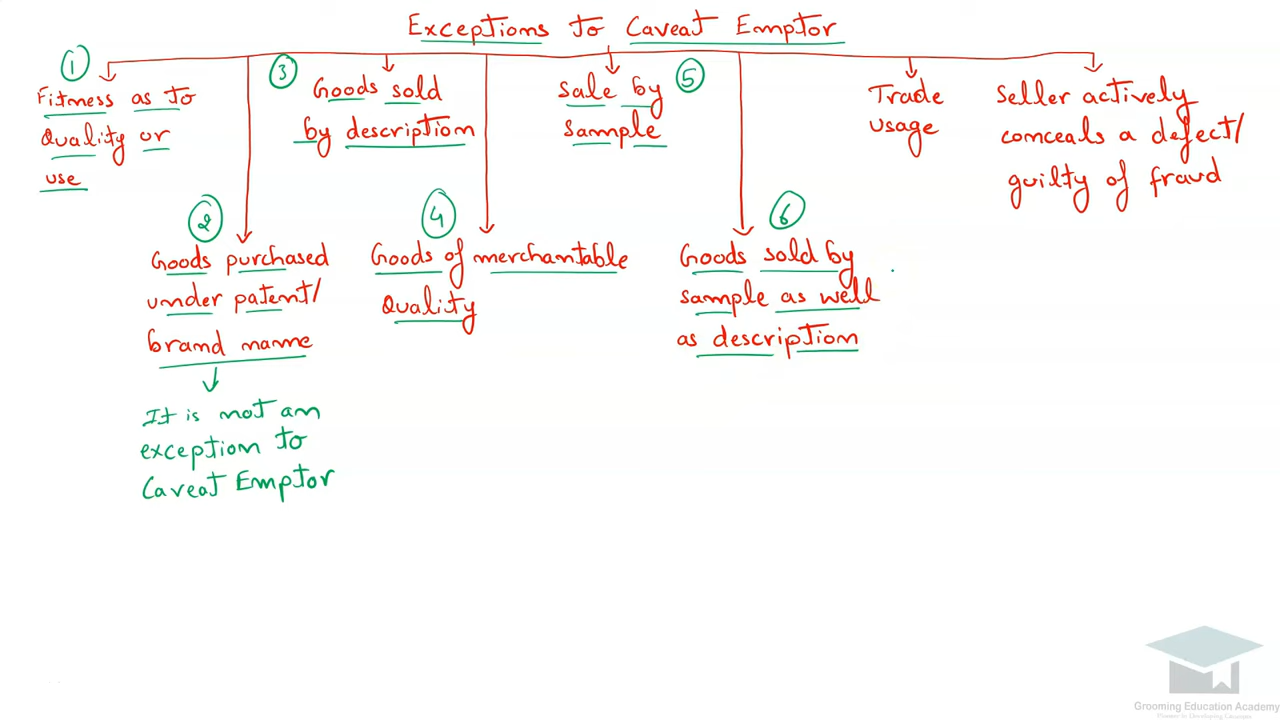 Exceptions to Caveat Emptor
①
Fitness as to
Quality or
use
②
Goods purchased
under patent/
brand name
It is not an
exception to
Caveat Emptor
③
Goods sold
by description
④
Goods of merchantable
Quality
Sale by
sample
⑤
⑥
Goods sold by
sample as well
as description
Trade
usage
Seller actively
conceals a defect/
guilty of fraud
Grooming Education Academy